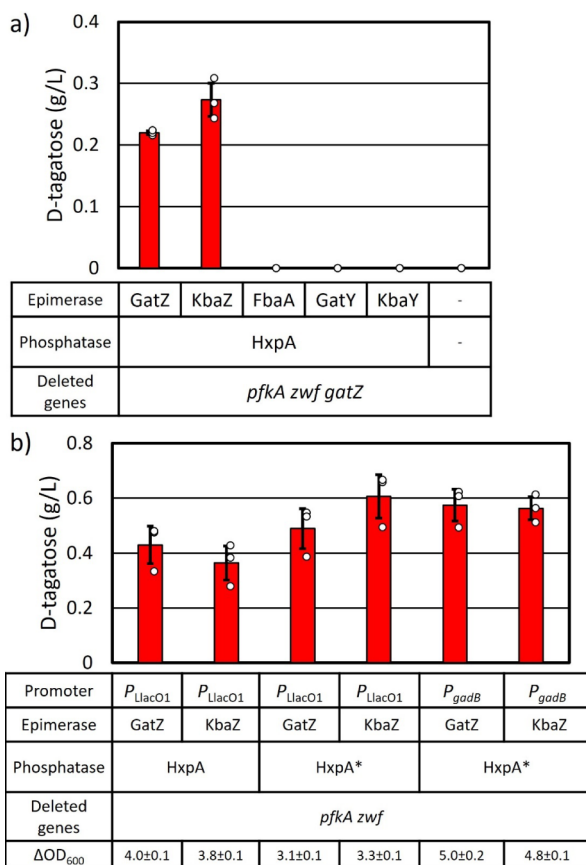 a)
D-tagatose (g/L)
0.4
0.3
0.2
0.1
0
Epimerase GatZ KbaZ FbaA GatY KbaY -
Phosphatase HxpA -
Deleted genes pfkA zwf gatZ
b)
D-tagatose (g/L)
0.8
0.6
0.4
0.2
0
Promoter PLlacO1 PLlacO1 PLlacO1 PLlacO1 PgadB PgadB
Epimerase GatZ KbaZ GatZ KbaZ GatZ KbaZ
Phosphatase HxpA HxpA* HxpA*
Deleted genes pfkA zwf
ΔOD600 4.0±0.1 3.8±0.1 3.1±0.1 3.3±0.1 5.0±0.2 4.8±0.1